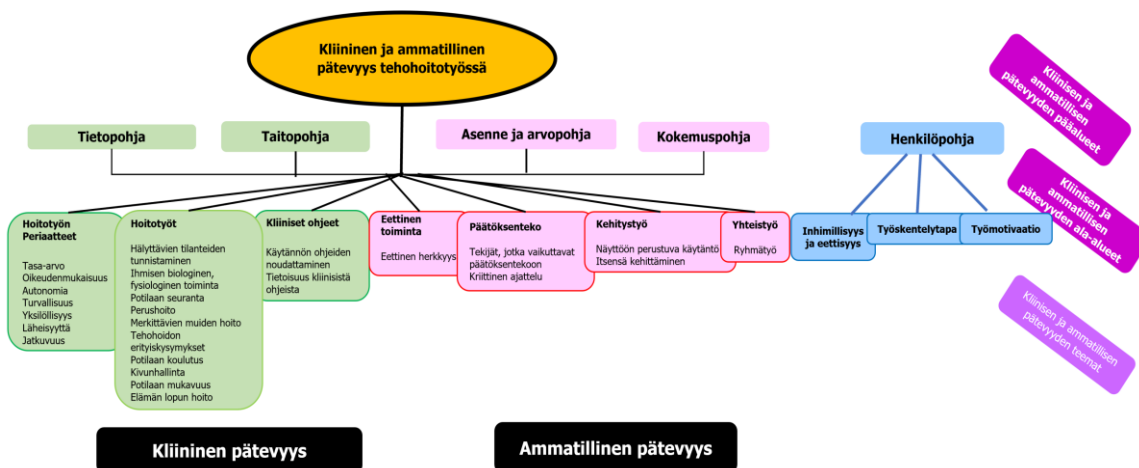 Kliininen ja ammatillinen
pätevyys tehohoitotyössä
Tietopohja
Taitopohja
Asenne ja arvopohja
Kokemuspohja
Henkilöpohja
Kliinisen ja
ammatillisen
pätevyyden pääalueet
Hoitotyön
Periaatteet
Tasa-arvo
Oikeudenmukaisuus
Autonomia
Turvallisuus
Yksilöllisyys
Läheisyyttä
Jatkuvuus
Hoitotyöt
Hälyttävien tilanteiden
tunnistaminen
Ihmisen biologinen,
fysiologinen toiminta
Potilaan seuranta
Perushoito
Merkittävien muiden hoito
Tehohoidon
erityiskysymykset
Potilaan koulutus
Kivunhallinta
Potilaan mukavuus
Elämän lopun hoito
Kliiniset ohjeet
Käytännön ohjeiden
noudattaminen
Tietoisuus kliinisistä
ohjeista
Eettinen
toiminta
Eettinen herkkyys
Päätöksenteko
Tekijät, jotka vaikuttavat
päätöksentekoon
Kriittinen ajattelu
Kehitystyö
Näyttöön perustuva käytäntö
Itsensä kehittäminen
Yhteistyö
Ryhmätyö
Inhimillisyys
ja eettisyys
Työskentelytapa
Työmotivaatio
Kliinisen ja
ammatillisen
pätevyyden ala-alueet
Kliinisen ja ammatillisen
pätevyyden teemat
Kliininen pätevyys
Ammatillinen pätevyys